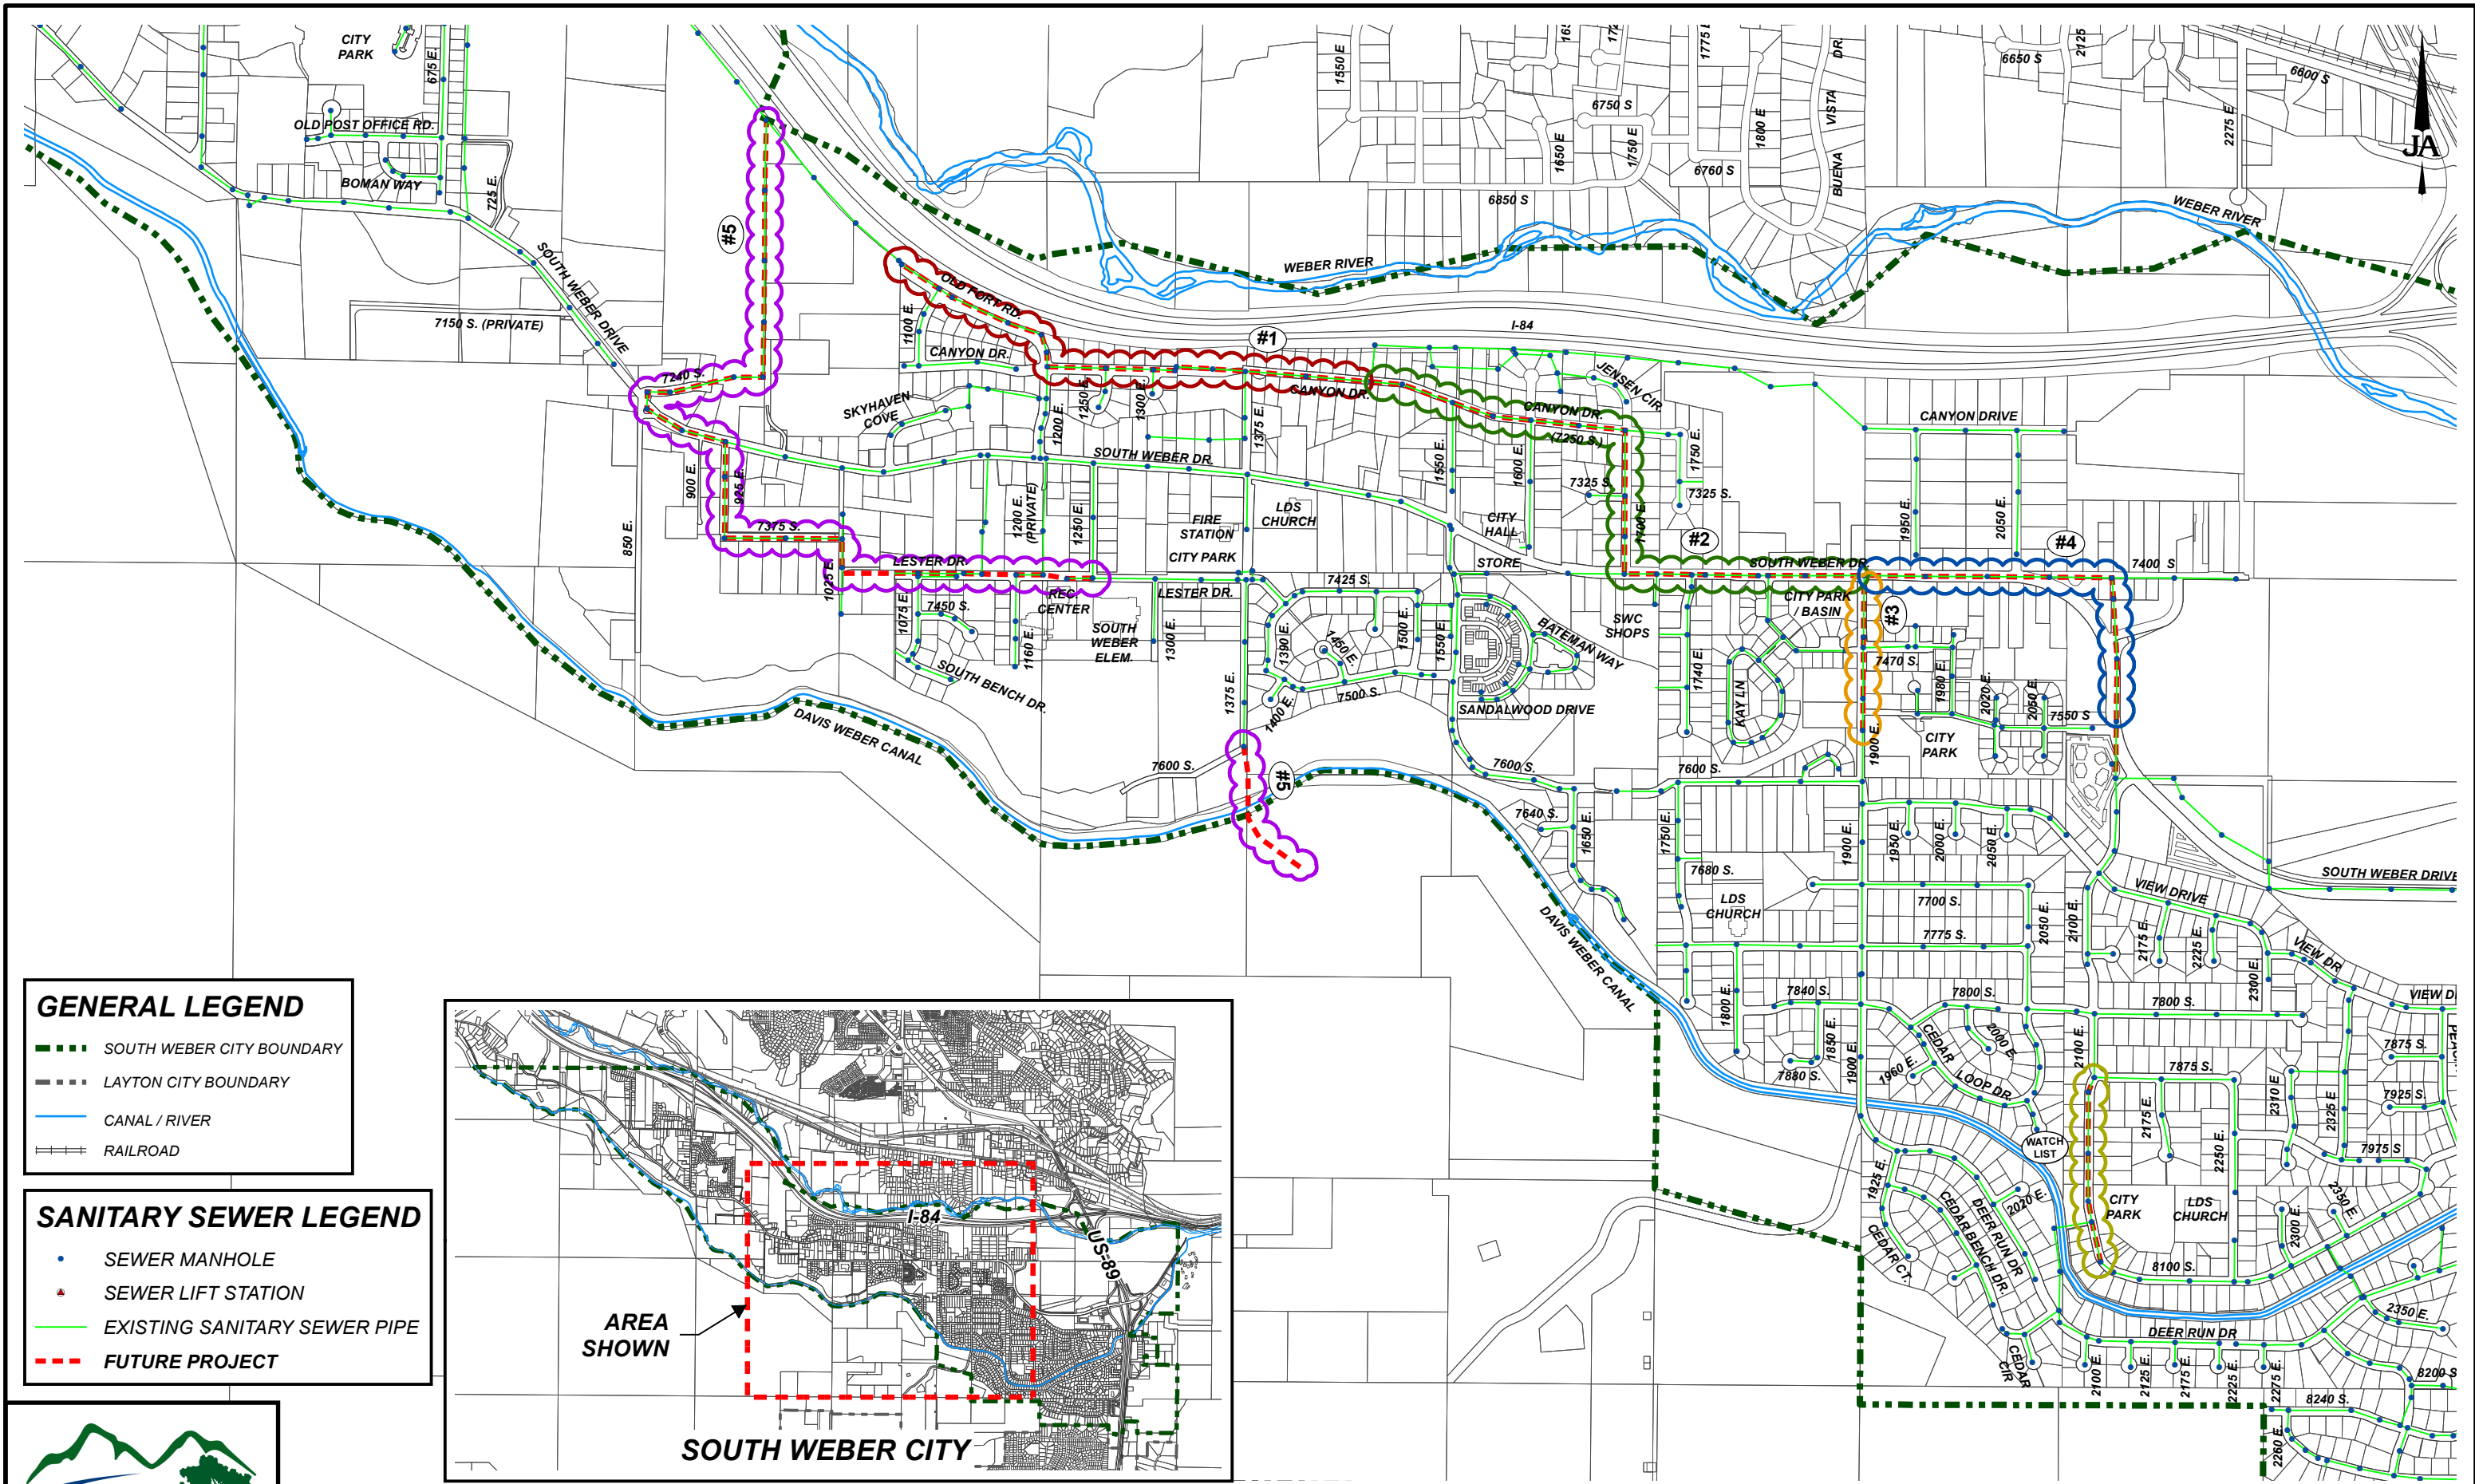 CITY
PARK
675 E.
OLD POST OFFICE RD.
BOMAN WAY
725 E.
SOUTH WEBER DRIVE
7150 S. (PRIVATE)
#5
7240 S.
OLD FORT RD.
1100 E.
CANYON DR.
SKYHAVEN
COVE
1200 E.
1250 E.
1300 E.
#1
CANYON DR.
1375 E.
WEBER RIVER
I-84
1550 E
1650 E
6750 S
1750 E
1775 E
1800 E
BUENA
VISTA
DR.
6760 S
6850 S
6650 S
2125
6600 S
2275 E.
JA
WEBER RIVER
JENSEN CIR.
CANYON DR.
(7250 S.)
1750 E.
7325 S.
7325 S.
1550 E.
1600 E.
1700 E.
CANYON DRIVE
1950 E.
2050 E.
#4
7400 S
#2
SOUTH WEBER DR.
SOUTH WEBER DR.
900 E.
925 E.
7375 S.
850 E.
1025 E.
LESTER DR.
1200 E.
(PRIVATE)
1250 E.
FIRE
STATION
LDS
CHURCH
CITY PARK
CITY
HALL
STORE
1075 E.
7450 S.
1160 E.
REC
CENTER
SOUTH
WEBER
ELEM.
1300 E.
LESTER DR.
SOUTH BENCH DR.
7425 S.
1390 E.
1450 E.
1500 E.
1550 E.
1400 E.
7500 S.
1375 E.
BATEMAN WAY
SANDALWOOD DRIVE
SWC
SHOPS
1740 E.
KAY LN
CITY PARK
/ BASIN
#3
7470 S.
1980 E.
2020 E.
2050 E.
7550 S
CITY
PARK
1900 E.
DAVIS WEBER CANAL
7600 S.
#5
7600 S.
7600 S.
7640 S.
1650 E.
1750 E.
7680 S.
1900 E.
1950 E.
2000 E.
2050 E.
LDS
CHURCH
7700 S.
7775 S.
2050 E.
2100 E.
VIEW DRIVE
SOUTH WEBER DRIVE
2175 E.
2225 E.
2300 E.
VIEW DR
DAVIS WEBER CANAL
1800 E.
7840 S.
1850 E.
7880 S.
1900 E.
7800 S.
CEDAR
LOOP DR.
1960 E.
2000 E.
7800 S.
2100 E.
7875 S.
7875 S.
7925 S.
2175 E.
2250 E.
2310 E
2325 E
7975 S
WATCH
LIST
1925 E.
CEDAR CT.
CEDAR BENCH DR.
DEER RUN DR
2020 E.
CITY
PARK
LDS
CHURCH
2300 E.
2350 E
8100 S.
2350 E.
DEER RUN DR
CEDAR
CIR
2100 E.
2125 E.
2175 E.
2225 E.
2275 E.
8200 S
8240 S.
2260 E.
GENERAL LEGEND
SOUTH WEBER CITY BOUNDARY
LAYTON CITY BOUNDARY
CANAL / RIVER
RAILROAD
SANITARY SEWER LEGEND
SEWER MANHOLE
SEWER LIFT STATION
EXISTING SANITARY SEWER PIPE
FUTURE PROJECT
I-84
US-89
AREA
SHOWN
SOUTH WEBER CITY